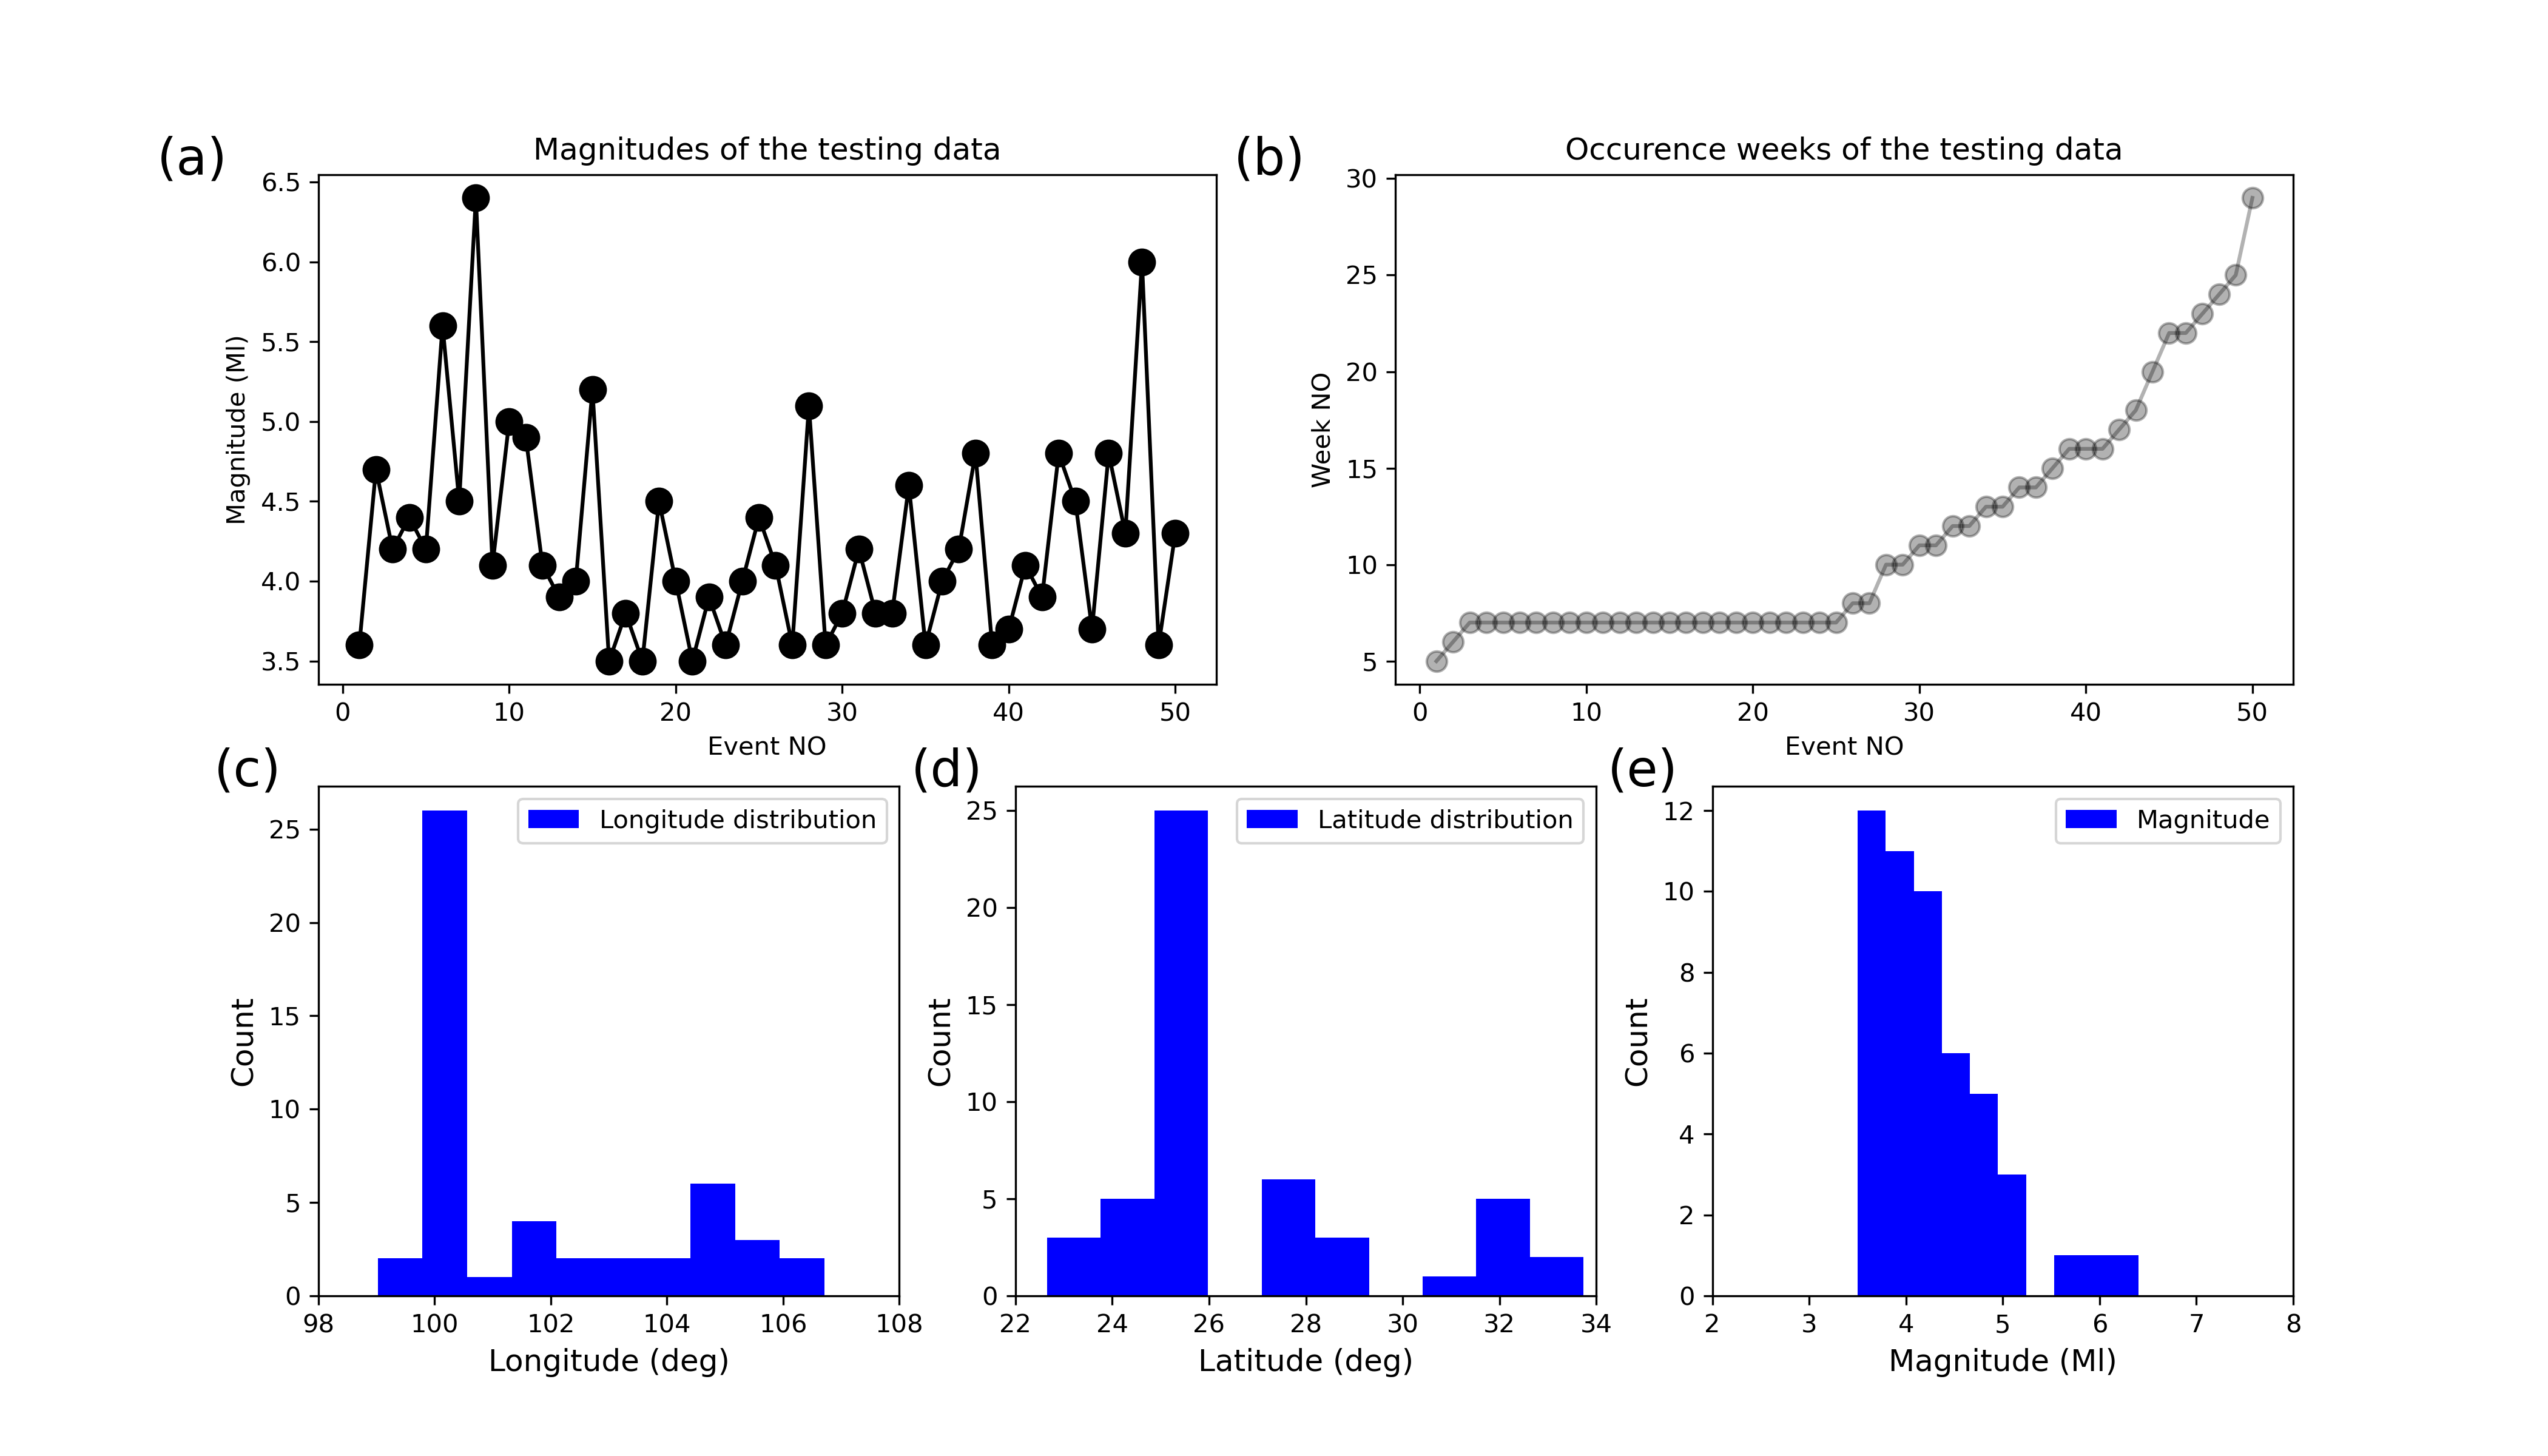 (a)
Magnitudes of the testing data
Magnitude (Ml)
6.5
6.0
5.5
5.0
4.5
4.0
3.5
0 10 20 30 40 50
Event NO
(b)
Occurence weeks of the testing data
Week NO
30
25
20
15
10
5
0 10 20 30 40 50
Event NO
(c)
Longitude distribution
Count
25
20
15
10
5
0
98 100 102 104 106 108
Longitude (deg)
(d)
Latitude distribution
Count
25
20
15
10
5
0
22 24 26 28 30 32 34
Latitude (deg)
(e)
Magnitude
Count
12
10
8
6
4
2
0
2 3 4 5 6 7 8
Magnitude (Ml)